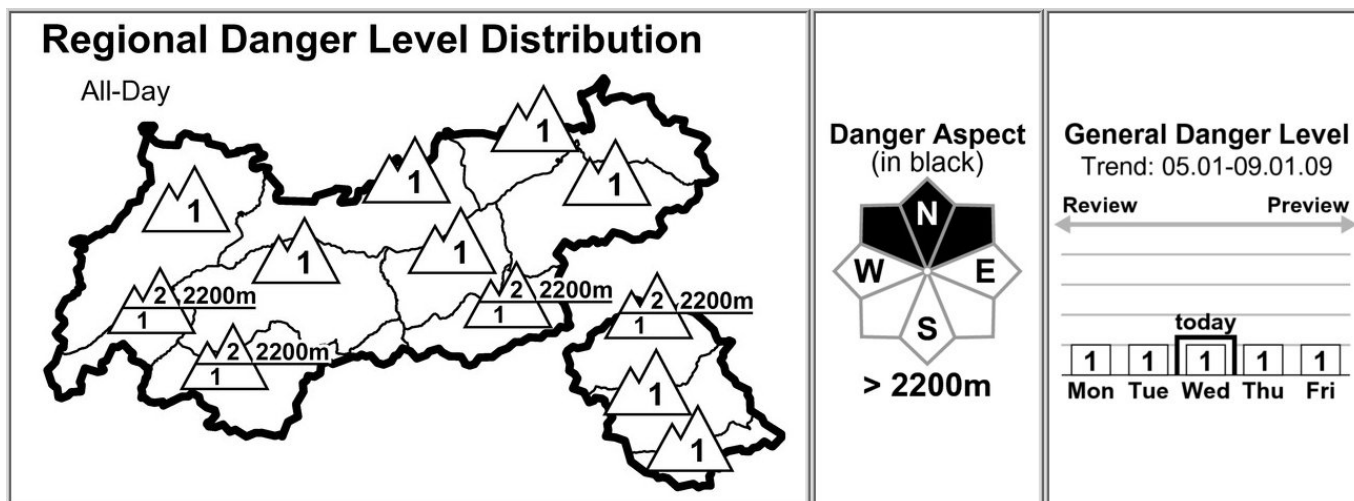 Regional Danger Level Distribution
All-Day
1
1
1
1
1
1
2 2200m
1
2 2200m
1
2 2200m
1
2 2200m
1
1
1
Danger Aspect
(in black)
N
W E
S
> 2200m
General Danger Level
Trend: 05.01-09.01.09
Review Preview
today
1 1 1 1 1
Mon Tue Wed Thu Fri